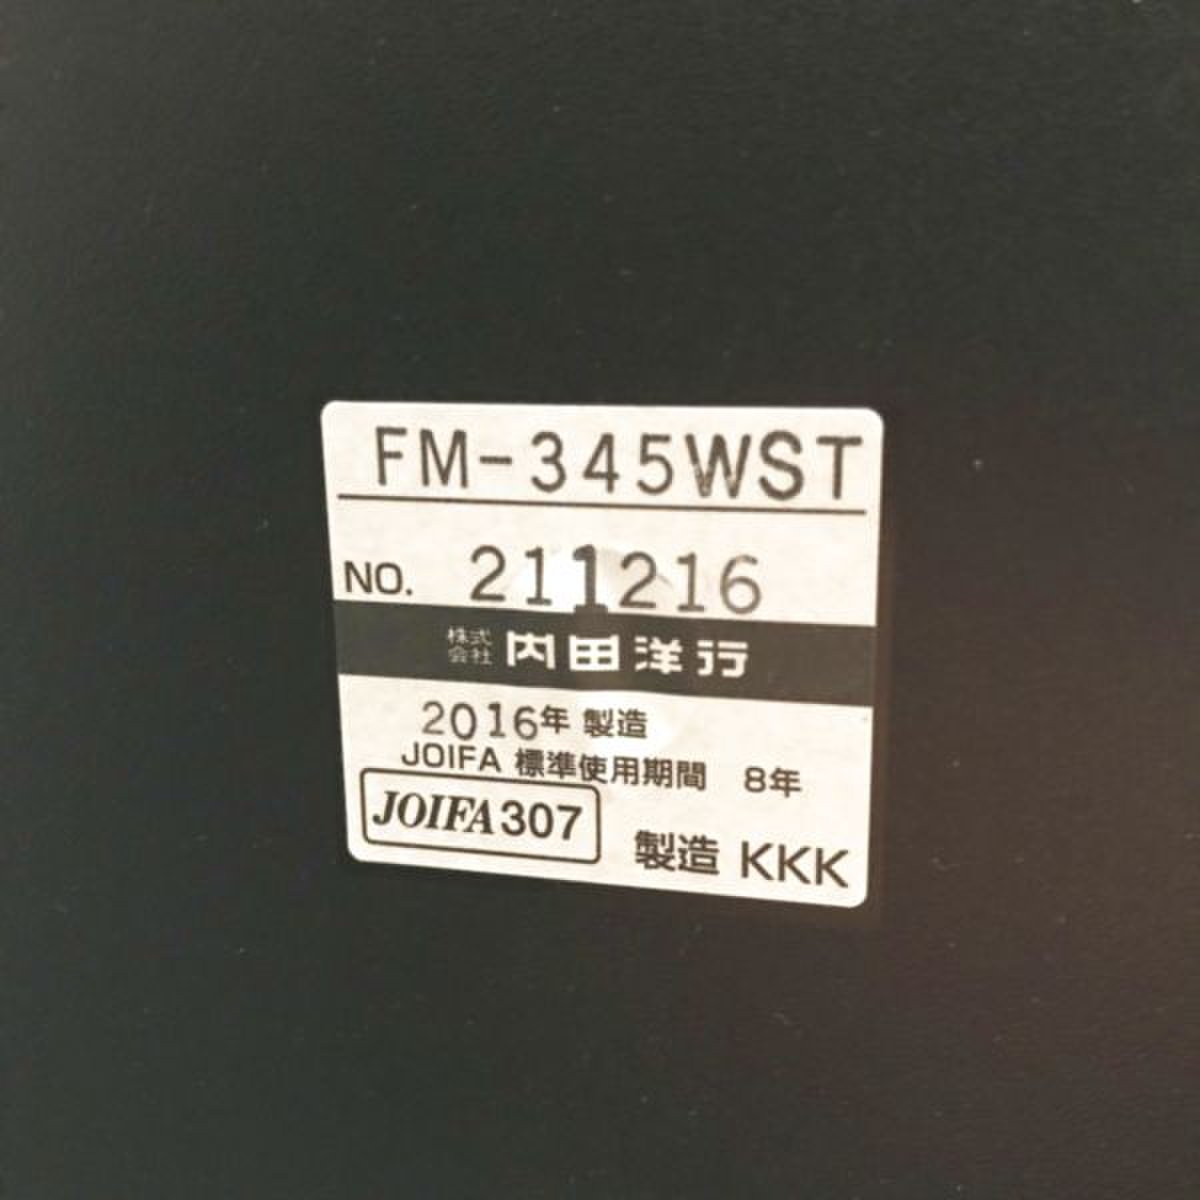 FM-345WST
NO. 211216
株式会社 内田洋行
2016年 製造
JOIFA 標準使用期間 8年
JOIFA307 製造 KKK